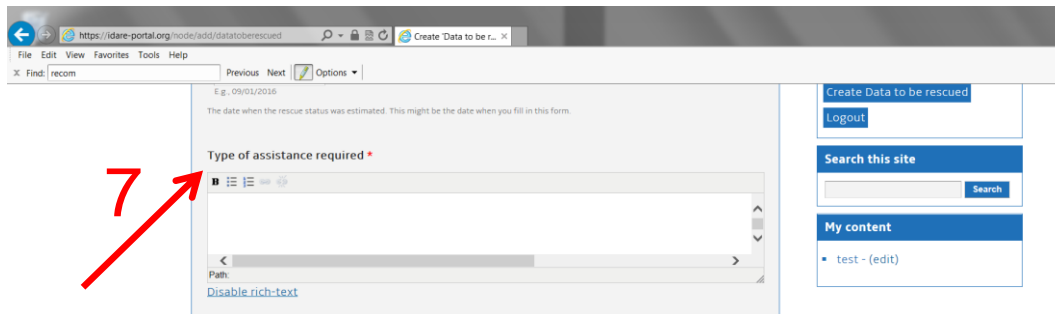 https://idare-portal.org/node/add/datatoberescued
Create 'Data to be r...
File Edit View Favorites Tools Help
X Find: recom Previous Next Options
E.g., 09/01/2016
The date when the rescue status was estimated. This might be the date when you fill in this form.
Type of assistance required *
B
Path:
Disable rich-text
7
Create Data to be rescued
Logout
Search this site
Search
My content
test - (edit)